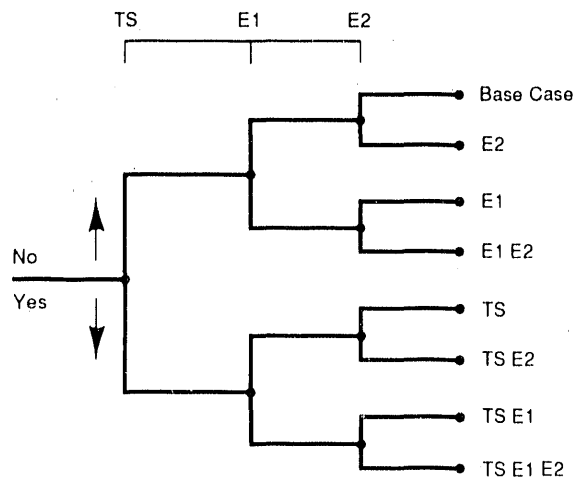 TS E1 E2
Base Case
E2
E1
E1 E2
No
Yes
TS
TS E2
TS E1
TS E1 E2